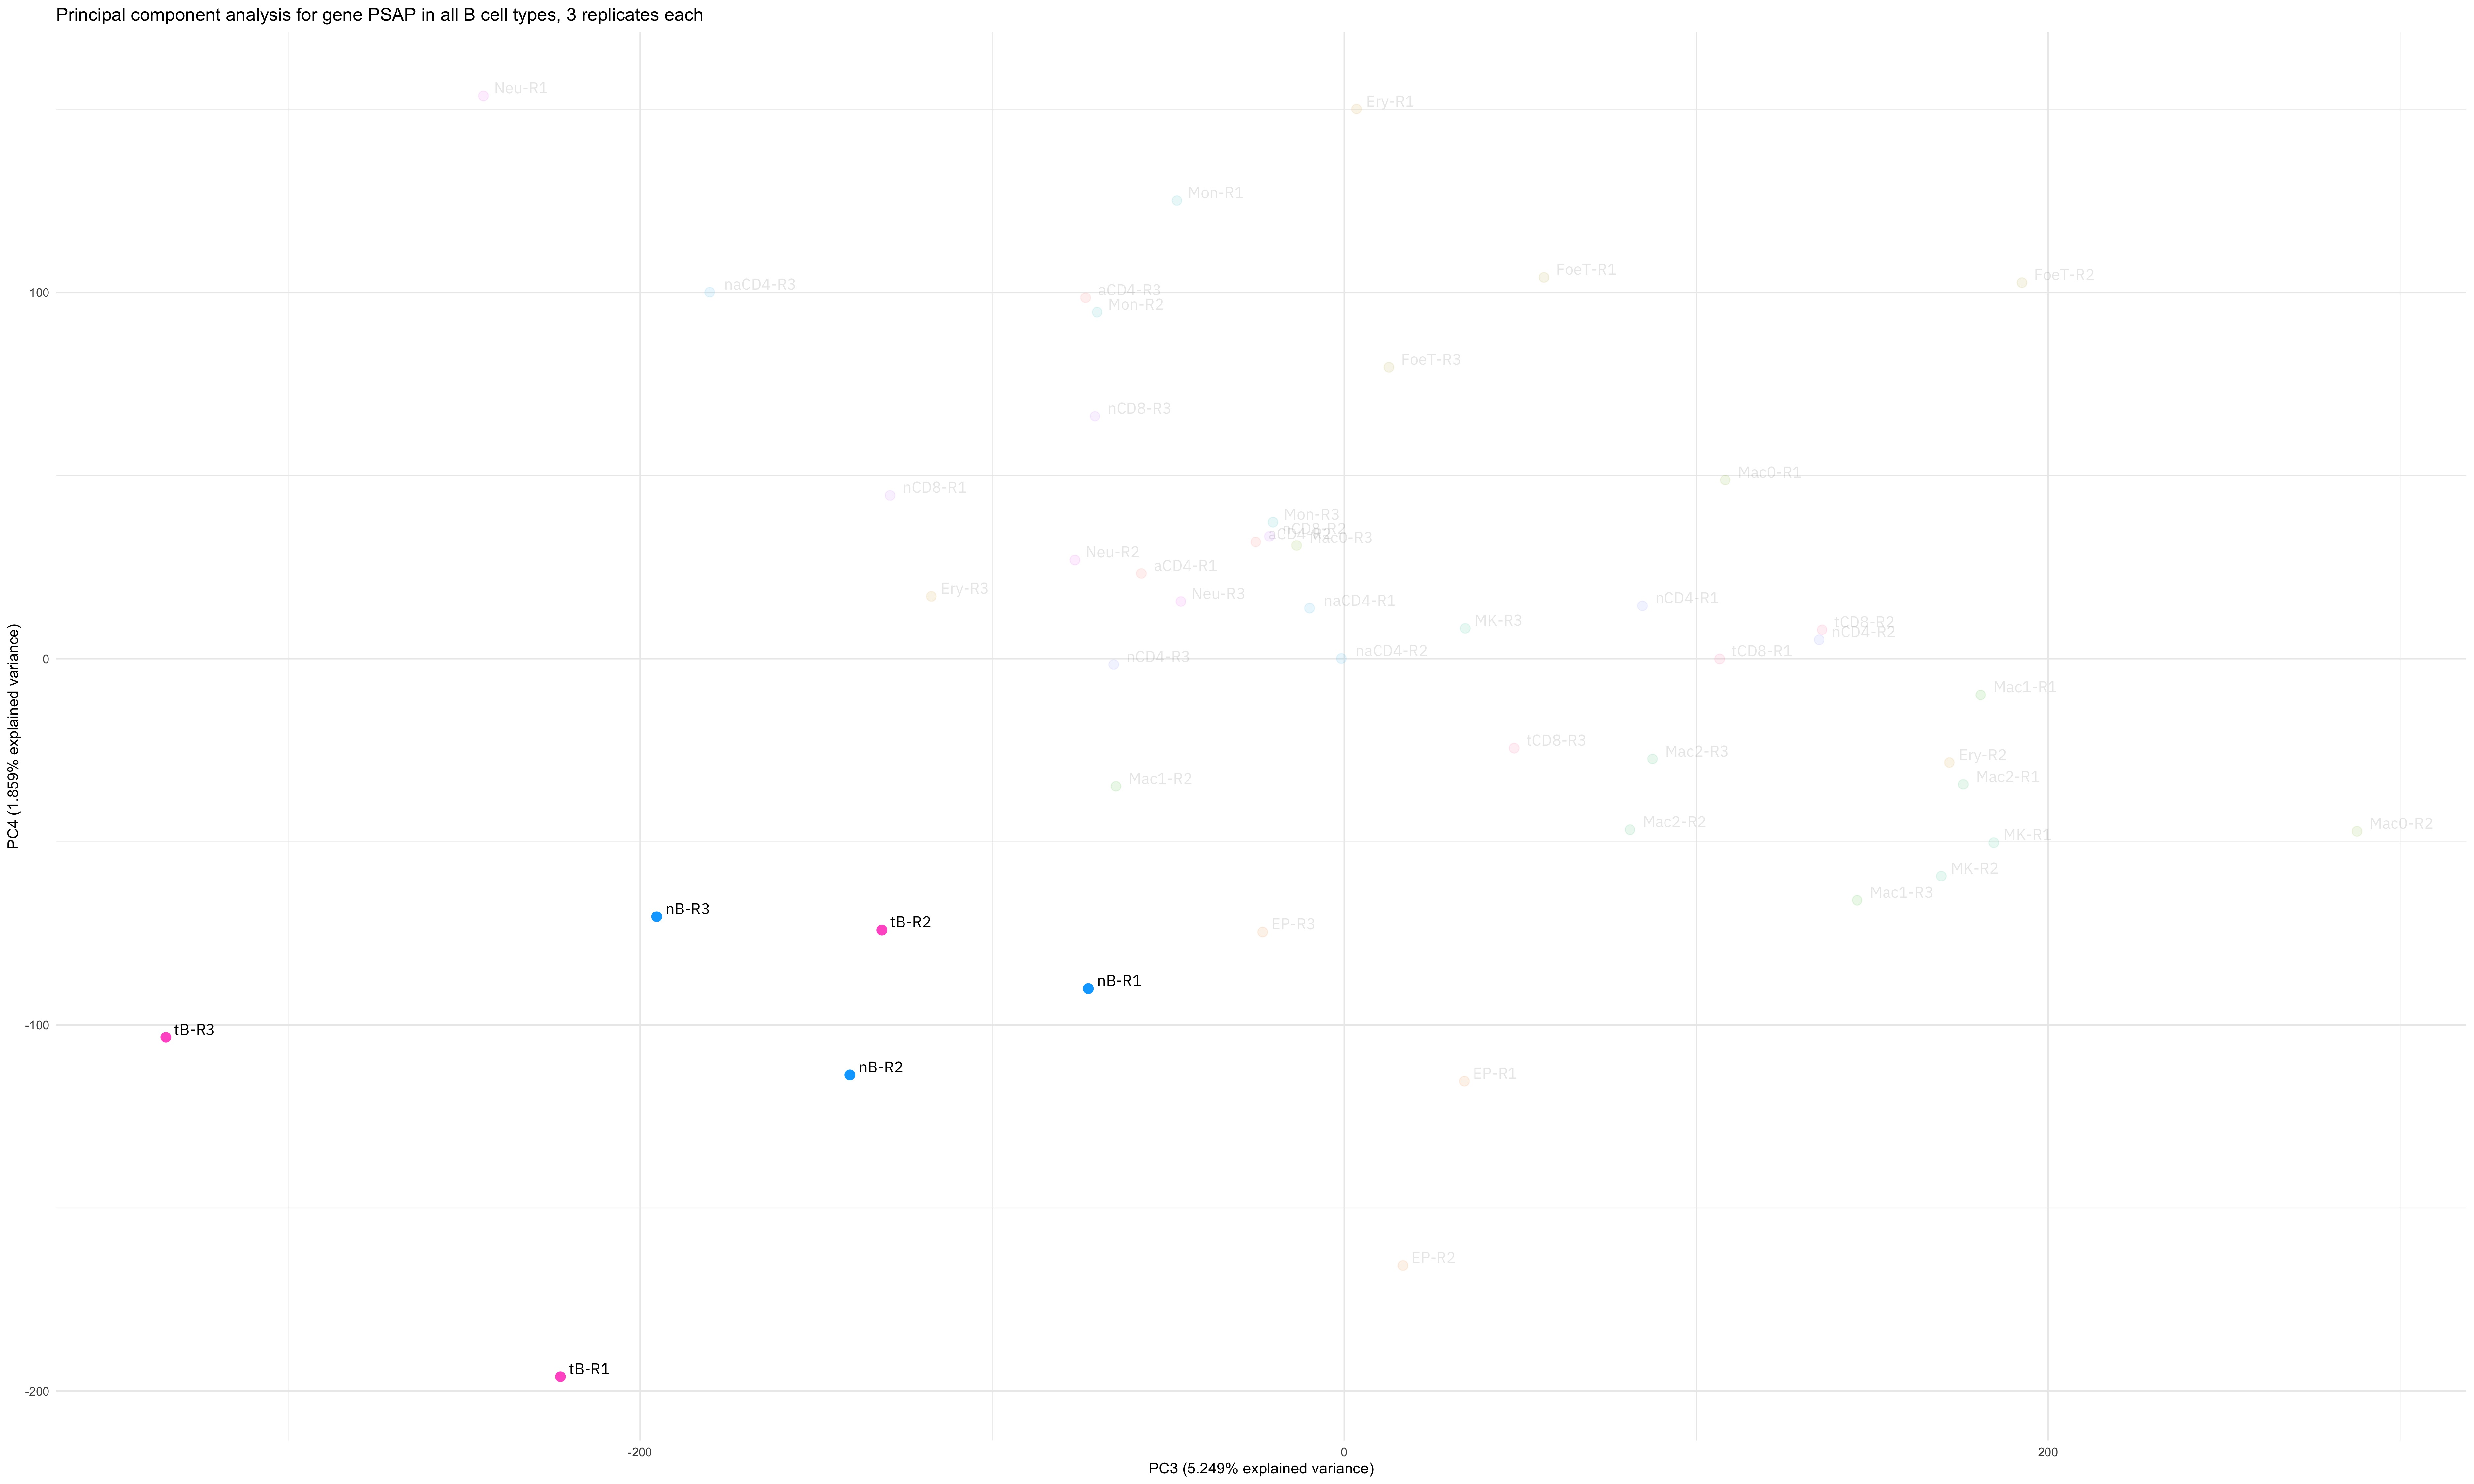 Principal component analysis for gene PSAP in all B cell types, 3 replicates each
Neu-R1
Ery-R1
Mon-R1
FoeT-R1
FoeT-R2
naCD4-R3
aCD4-R3
100
Mon-R2
FoeT-R3
nCD8-R3
Mac0-R1
nCD8-R1
Mon-R3
nCD8-R2
aCD4-R2
Mac0-R3
Neu-R2
aCD4-R1
Ery-R3
Neu-R3
naCD4-R1
nCD4-R1
MK-R3
tCD8-R2
nCD4-R2
0
nCD4-R3
naCD4-R2
tCD8-R1
Mac1-R1
tCD8-R3
Mac2-R3
Ery-R2
Mac1-R2
Mac2-R1
Mac2-R2
Mac0-R2
MK-R1
MK-R2
Mac1-R3
nB-R3
tB-R2
EP-R3
nB-R1
-100
tB-R3
nB-R2
EP-R1
EP-R2
tB-R1
-200
PC4 (1.859% explained variance)
-200
0
200
PC3 (5.249% explained variance)